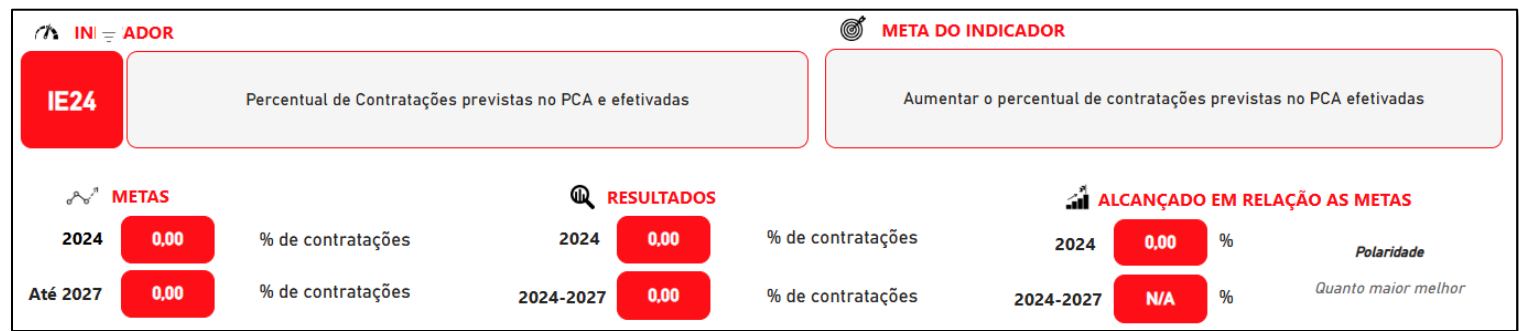 INDICADOR
META DO INDICADOR
IE24
Percentual de Contratações previstas no PCA e efetivadas
Aumentar o percentual de contratações previstas no PCA efetivadas
METAS
RESULTADOS
ALCANÇADO EM RELAÇÃO AS METAS
2024 0,00 % de contratações
2024 0,00 % de contratações
2024 0,00 %
Polaridade
Até 2027 0,00 % de contratações
2024-2027 0,00 % de contratações
2024-2027 N/A %
Quanto maior melhor